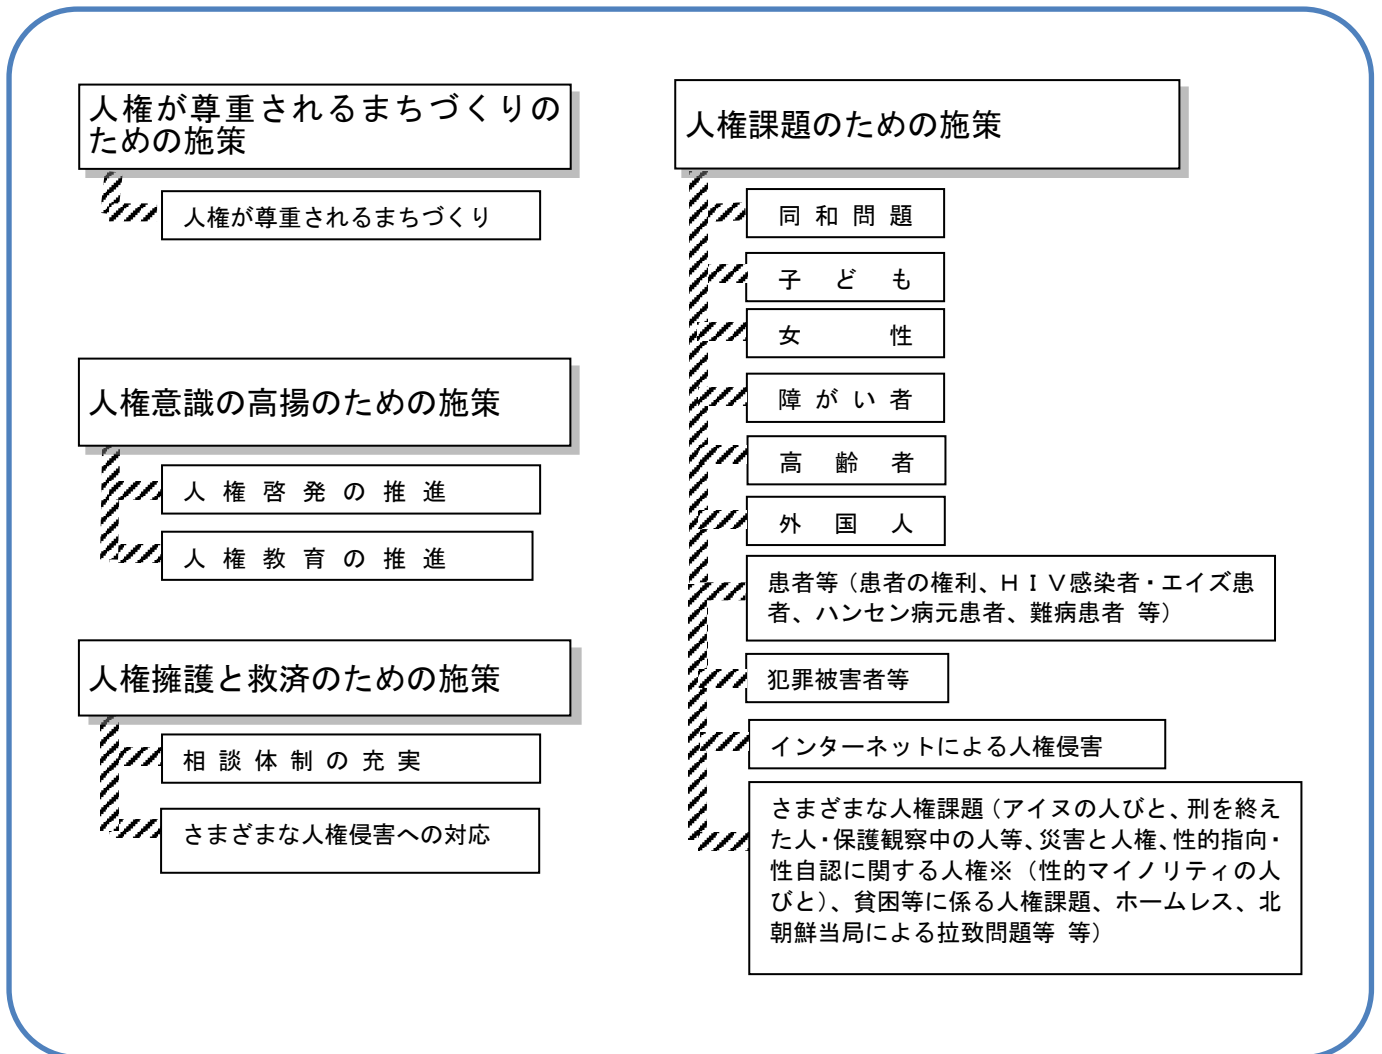 人権が尊重されるまちづくりの
ための施策
人権が尊重されるまちづくり
人権意識の高揚のための施策
人権啓発の推進
人権教育の推進
人権擁護と救済のための施策
相談体制の充実
さまざまな人権侵害への対応
人権課題のための施策
同和問題
子ども
女性
障がい者
高齢者
外国人
患者等（患者の権利、ＨＩＶ感染者・エイズ患
者、ハンセン病元患者、難病患者 等）
犯罪被害者等
インターネットによる人権侵害
さまざまな人権課題（アイヌの人びと、刑を終え
た人・保護観察中の人等、災害と人権、性的指向・
性自認に関する人権※（性的マイノリティの人
びと）、貧困等に係る人権課題、ホームレス、北
朝鮮当局による拉致問題等 等）